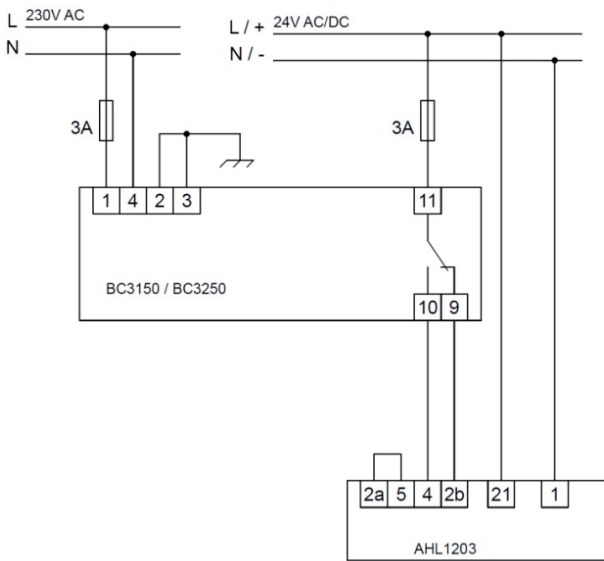 L 230V AC
N
L / + 24V AC/DC
N / -
3A
3A
1 4 2 3 11
BC3150 / BC3250
10 9
2a 5 4 2b 21 1
AHL1203